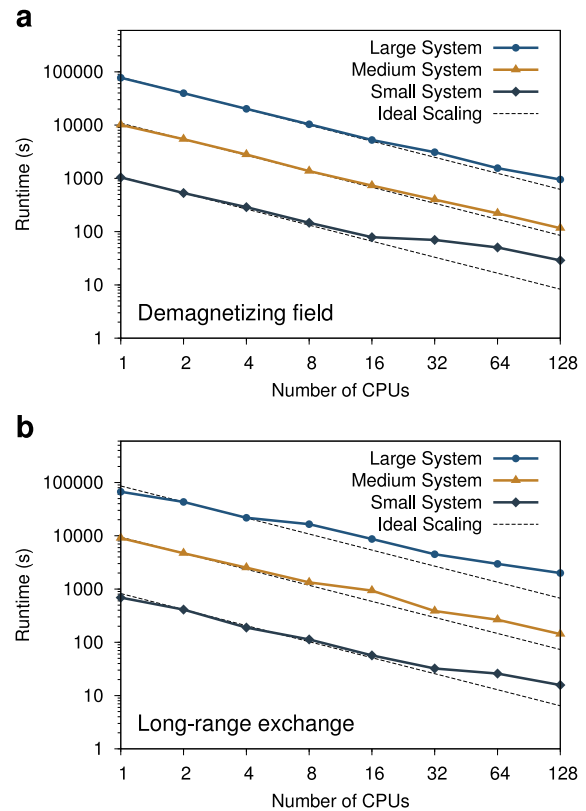 a
Large System
Medium System
Small System
Ideal Scaling
100000
10000
1000
100
10
1
Runtime (s)
Demagnetizing field
1 2 4 8 16 32 64 128
Number of CPUs
b
Large System
Medium System
Small System
Ideal Scaling
100000
10000
1000
100
10
1
Runtime (s)
Long-range exchange
1 2 4 8 16 32 64 128
Number of CPUs